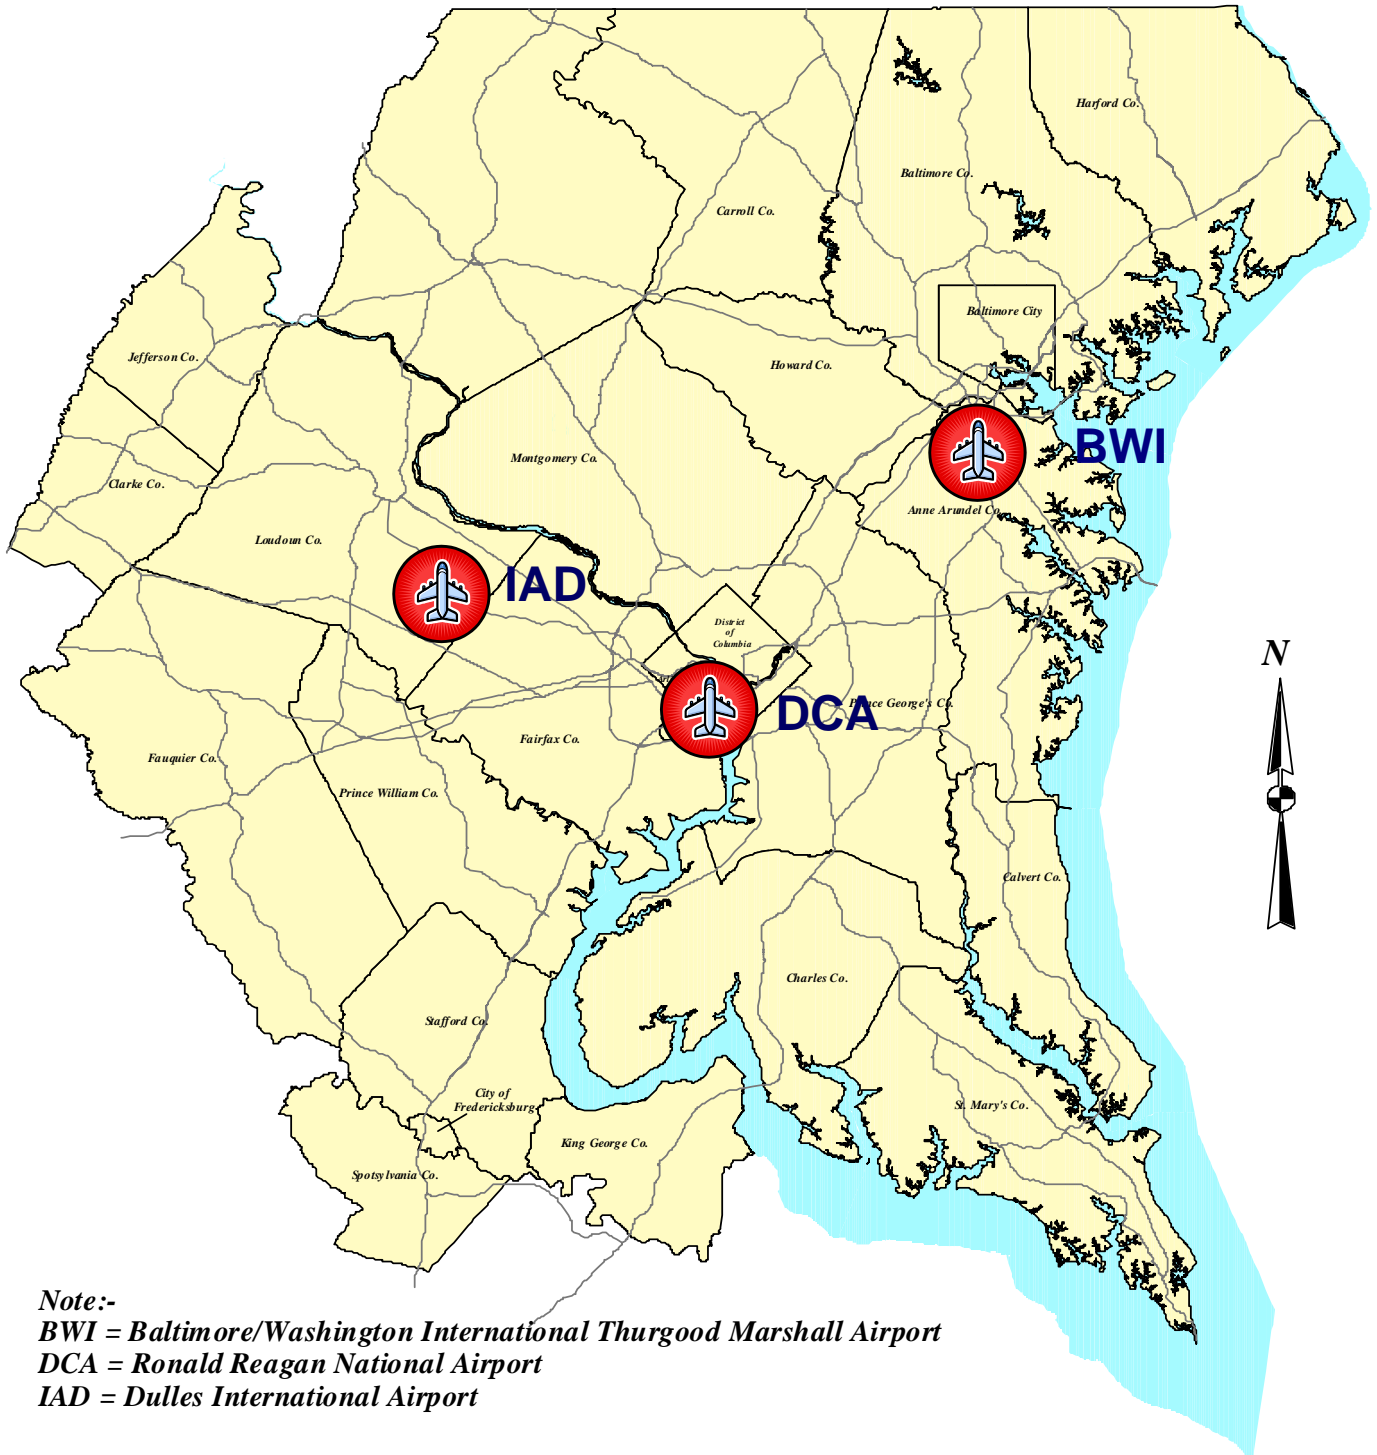 Harford Co.
Baltimore Co.
Carroll Co.
Baltimore City
Jefferson Co.
Howard Co.
BWI
Montgomery Co.
Clarke Co.
Anne Arundel Co.
Loudoun Co.
IAD
District
of
Columbia
N
DCA
Prince George's Co.
Fairfax Co.
Fauquier Co.
Prince William Co.
Calvert Co.
Charles Co.
Stafford Co.
City of
Fredericksburg
St. Mary's Co.
King George Co.
Spotsylvania Co.
Note:-
BWI = Baltimore/Washington International Thurgood Marshall Airport
DCA = Ronald Reagan National Airport
IAD = Dulles International Airport